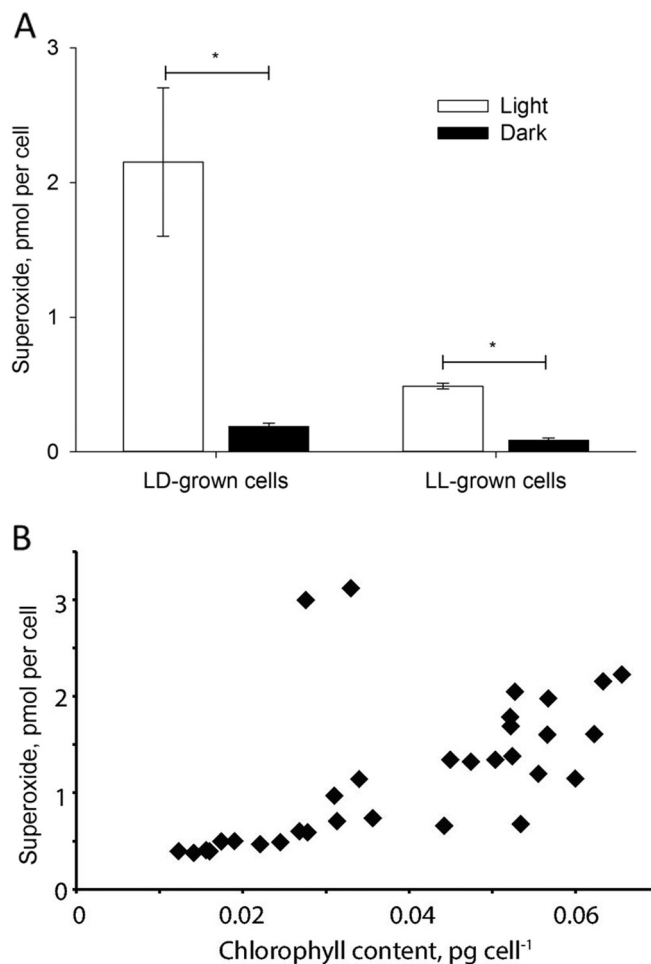 A
3
*
Light
Dark
2
Superoxide, pmol per cell
1
*
0
LD-grown cells
LL-grown cells
B
3
2
Superoxide, pmol per cell
1
0
0
0.02
0.04
0.06
Chlorophyll content, pg cell⁻¹